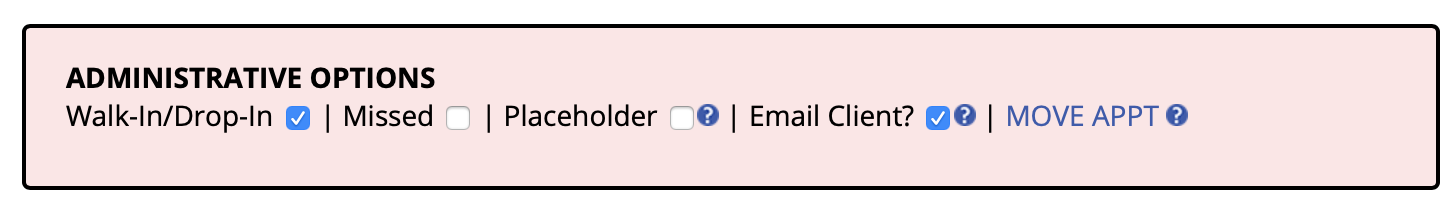 ADMINISTRATIVE OPTIONS
Walk-In/Drop-In | Missed | Placeholder ? | Email Client? ? | MOVE APPT ?